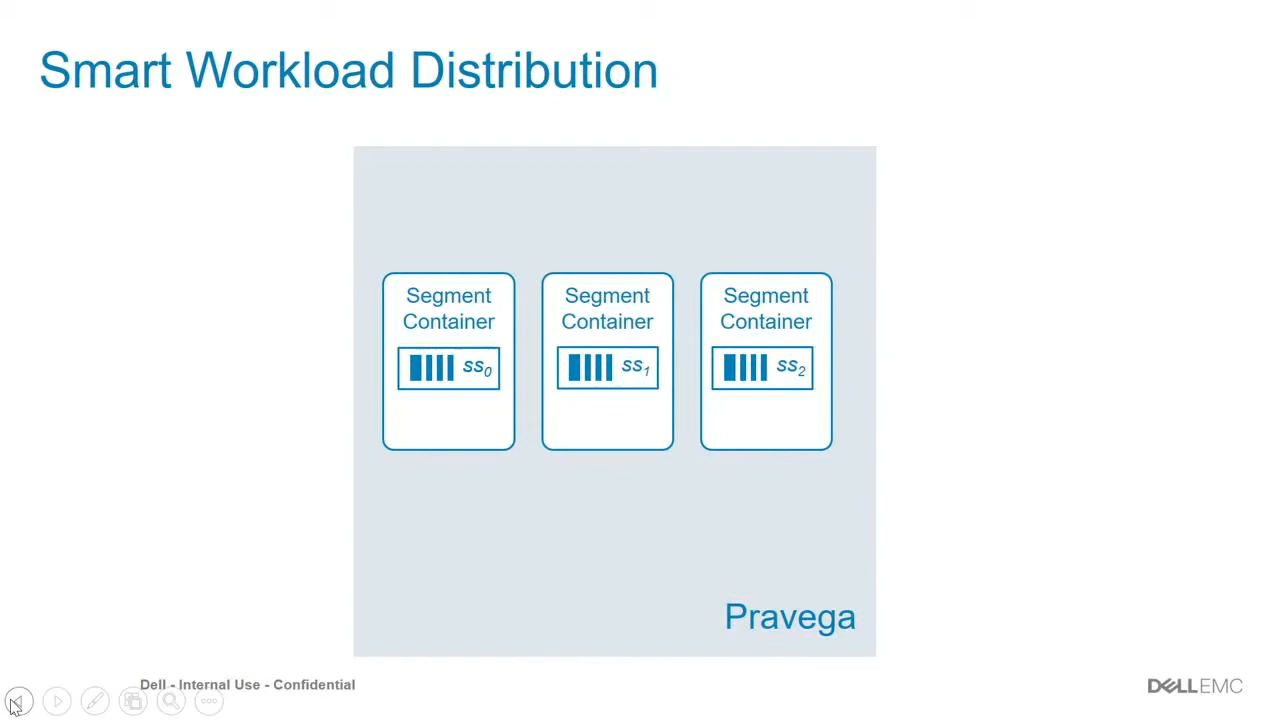 Smart Workload Distribution
Segment
Container
ss0
Segment
Container
ss1
Segment
Container
ss2
Pravega
Dell - Internal Use - Confidential
DELLEMC